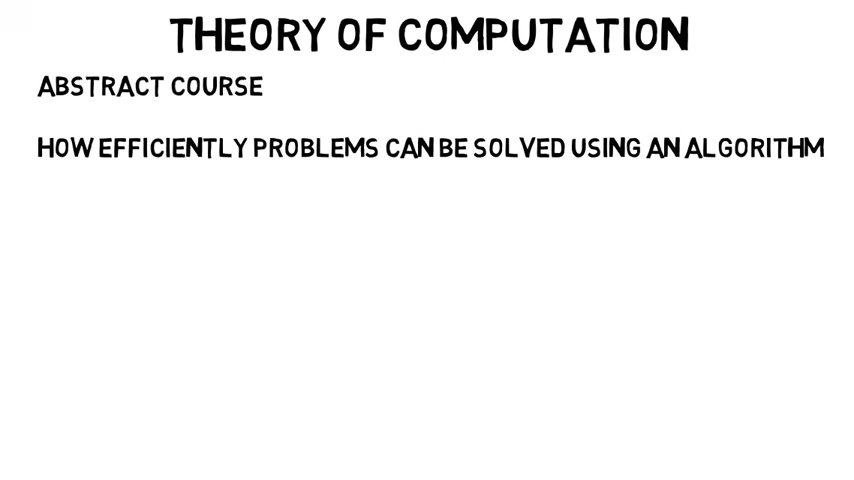 THEORY OF COMPUTATION
ABSTRACT COURSE
HOW EFFICIENTLY PROBLEMS CAN BE SOLVED USING AN ALGORITHM